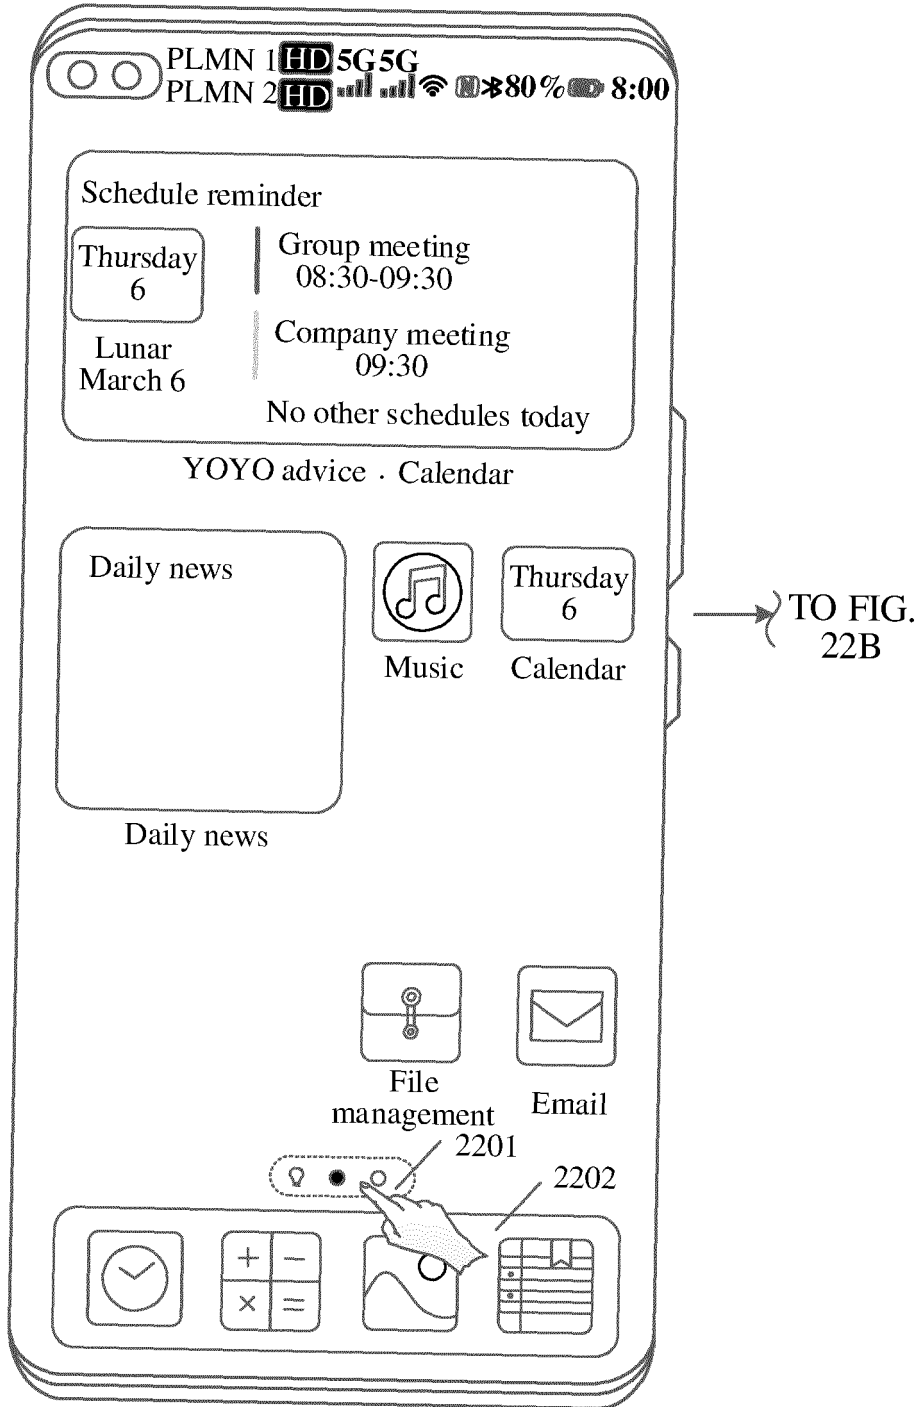 PLMN 1 HD 5G 5G
PLMN 2 HD N 80% 8:00
Schedule reminder
Thursday
6
Lunar
March 6
Group meeting
08:30-09:30
Company meeting
09:30
No other schedules today
YOYO advice · Calendar
Daily news
Daily news
Music
Thursday
6
Calendar
TO FIG.
22B
File
management
Email
2201
2202
+ −
× =